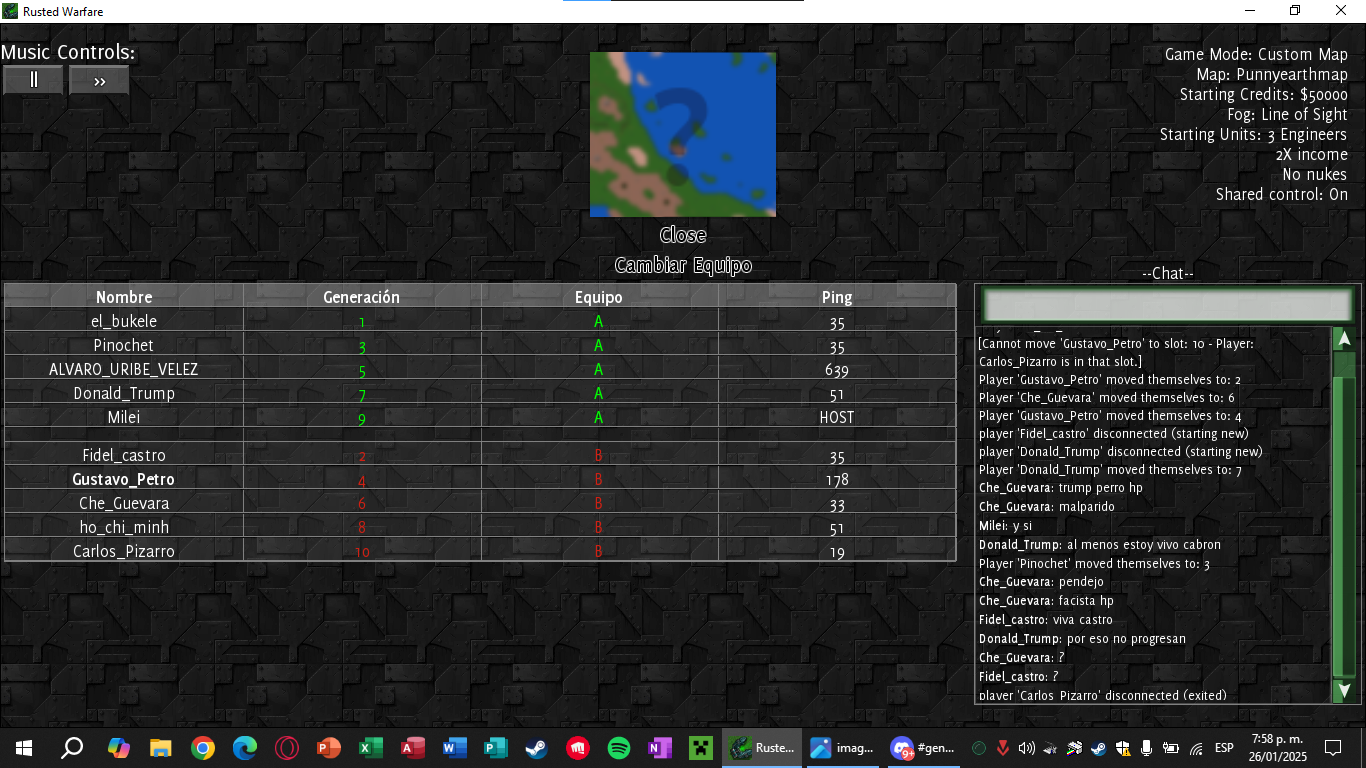 Rusted Warfare
Music Controls:
||
>>
Game Mode: Custom Map
Map: Punnyearthmap
Starting Credits: $50000
Fog: Line of Sight
Starting Units: 3 Engineers
2X income
No nukes
Shared control: On
?
Close
Cambiar Equipo
Nombre Generación Equipo Ping
el_bukele 1 A 35
Pinochet 3 A 35
ALVARO_URIBE_VELEZ 5 A 639
Donald_Trump 7 A 51
Milei 9 A HOST
Fidel_castro 2 B 35
Gustavo_Petro 4 B 178
Che_Guevara 6 B 33
ho_chi_minh 8 B 51
Carlos_Pizarro 10 B 19
--Chat--
[Cannot move 'Gustavo_Petro' to slot: 10 - Player:
Carlos_Pizarro is in that slot.]
Player 'Gustavo_Petro' moved themselves to: 2
Player 'Che_Guevara' moved themselves to: 6
Player 'Gustavo_Petro' moved themselves to: 4
player 'Fidel_castro' disconnected (starting new)
player 'Donald_Trump' disconnected (starting new)
Player 'Donald_Trump' moved themselves to: 7
Che_Guevara: trump perro hp
Che_Guevara: malparido
Milei: y si
Donald_Trump: al menos estoy vivo cabron
Player 'Pinochet' moved themselves to: 3
Che_Guevara: pendejo
Che_Guevara: facista hp
Fidel_castro: viva castro
Donald_Trump: por eso no progresan
Che_Guevara: ?
Fidel_castro: ?
player 'Carlos_Pizarro' disconnected (exited)
Ruste...
imag...
9+
#gen...
ESP
7:58 p. m.
26/01/2025